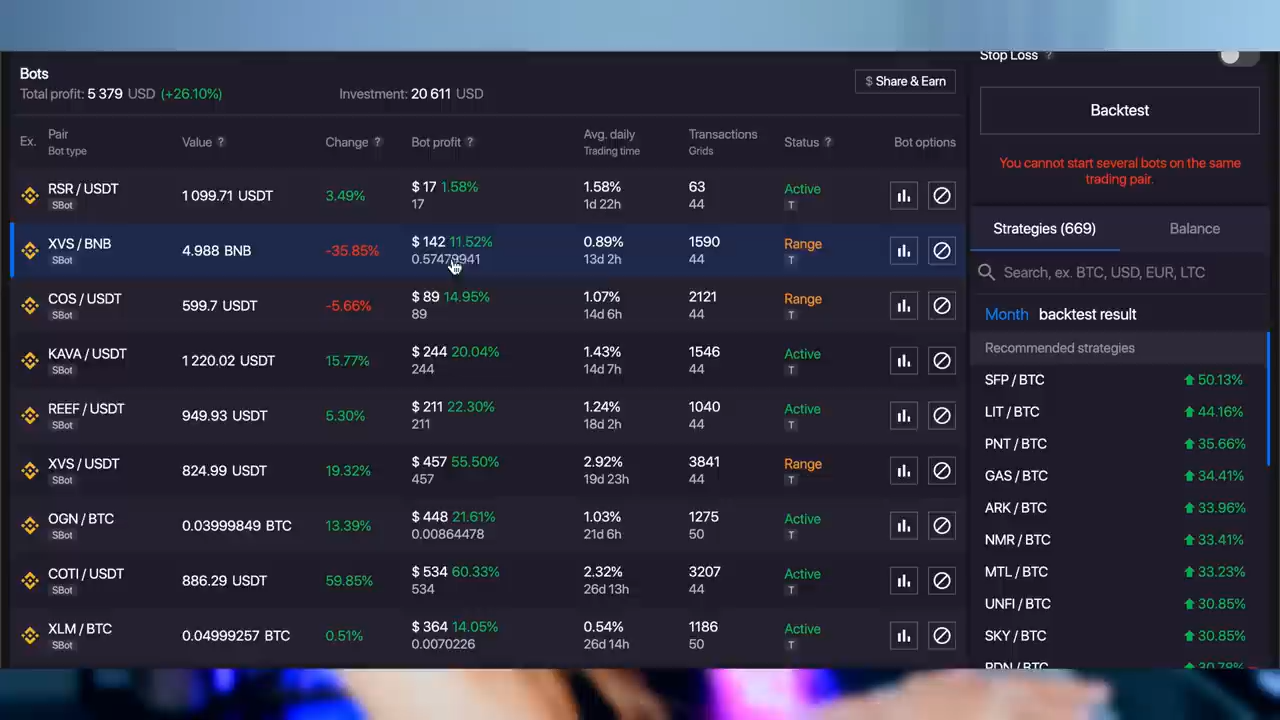 Bots
Total profit: 5 379 USD (+26.10%)
Investment: 20 611 USD
$ Share & Earn
Ex.
Pair
Bot type
Value ?
Change ?
Bot profit ?
Avg. daily
Trading time
Transactions
Grids
Status ?
Bot options
RSR / USDT
SBot
1 099.71 USDT
3.49%
$ 17 1.58%
17
1.58%
1d 22h
63
44
Active
T
XVS / BNB
SBot
4.988 BNB
-35.85%
$ 142 11.52%
0.57479941
0.89%
13d 2h
1590
44
Range
T
COS / USDT
SBot
599.7 USDT
-5.66%
$ 89 14.95%
89
1.07%
14d 6h
2121
44
Range
T
KAVA / USDT
SBot
1 220.02 USDT
15.77%
$ 244 20.04%
244
1.43%
14d 7h
1546
44
Active
T
REEF / USDT
SBot
949.93 USDT
5.30%
$ 211 22.30%
211
1.24%
18d 2h
1040
44
Active
T
XVS / USDT
SBot
824.99 USDT
19.32%
$ 457 55.50%
457
2.92%
19d 23h
3841
44
Range
T
OGN / BTC
SBot
0.03999849 BTC
13.39%
$ 448 21.61%
0.00864478
1.03%
21d 6h
1275
50
Active
T
COTI / USDT
SBot
886.29 USDT
59.85%
$ 534 60.33%
534
2.32%
26d 13h
3207
44
Active
T
XLM / BTC
SBot
0.04999257 BTC
0.51%
$ 364 14.05%
0.0070226
0.54%
26d 14h
1186
50
Active
T
Stop Loss ?
Backtest
You cannot start several bots on the same
trading pair.
Strategies (669)
Balance
Search, ex. BTC, USD, EUR, LTC
Month backtest result
Recommended strategies
SFP / BTC 50.13%
LIT / BTC 44.16%
PNT / BTC 35.66%
GAS / BTC 34.41%
ARK / BTC 33.96%
NMR / BTC 33.41%
MTL / BTC 33.23%
UNFI / BTC 30.85%
SKY / BTC 30.85%
RDN / BTC 30.78%